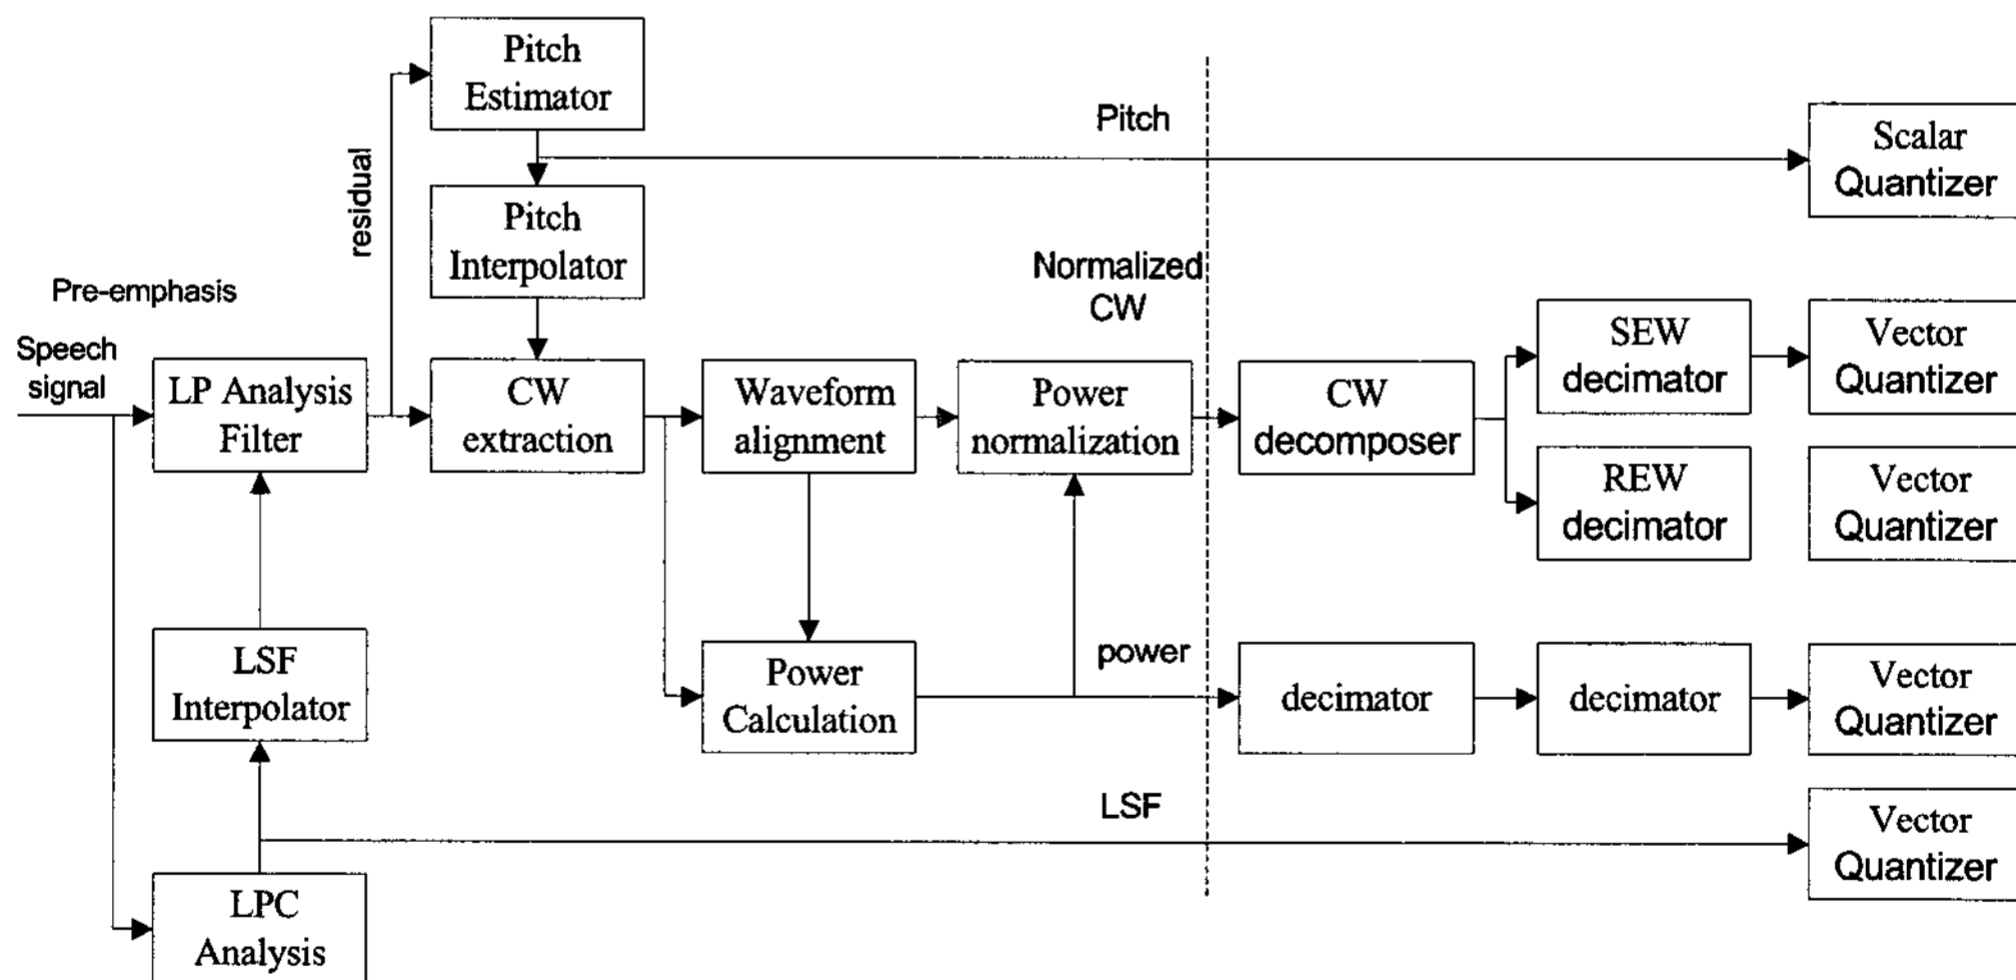 Pitch
Estimator
Pitch
Scalar
Quantizer
residual
Pitch
Interpolator
Normalized
CW
Pre-emphasis
Speech
signal
LP Analysis
Filter
CW
extraction
Waveform
alignment
Power
normalization
CW
decomposer
SEW
decimator
Vector
Quantizer
REW
decimator
Vector
Quantizer
LSF
Interpolator
Power
Calculation
power
decimator
decimator
Vector
Quantizer
LSF
Vector
Quantizer
LPC
Analysis